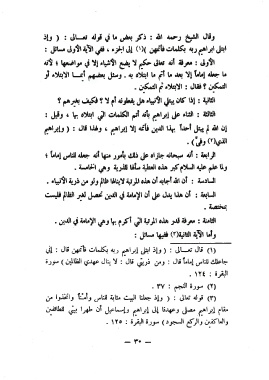 وقال الشيخ رحمه الله : ذكر بعض ما في قوله تعالى : ( وإذ
ابتلى إبراهيم ربه بكلمات فأتمهن )(١) إلى الجزء ، ففي الآية الأولى مسائل :
الأولى : معرفة أنه تعالى حكيم لا يضع الأشياء إلا في مواضعها ؛ لأنه
ما جعله إماماً إلا بعد ما أتم ما ابتلاه به . وسئل بعضهم أيما الابتلاء أو
التمكين ؟ فقال : الابتلاء ثم التمكين .
الثانية : إذا كان يبتلي الأنبياء هل يفعلونه أم لا ؟ فكيف بغيرهم ؟
الثالثة : الثناء على إبراهيم بأنه أتم الكلمات التي ابتلاه بها ، وقيل :
إن الله لم يبتل أحداً بهذا الدين فأتمه إلا إبراهيم ، ولهذا قال : ( وإبراهيم
الذي(٢) وفى ) .
الرابعة : أنه سبحانه جازاه على ذلك بأمور منها أنه جعله للناس إماماً ؛
ولما علم عليه السلام كبر هذه العطية سألها للذرية وهي الخامسة .
السادسة : أن الله أجابه أن هذه المرتبة لا ينالها ظالم ولو من ذرية الأنبياء .
السابعة : أن هذا يدل على أن الإمامة في الدين تحصل لغير الظالم فليست
بمختصة .
الثامنة : معرفة قدر هذه المرتبة التي أكرم بها وهي الإمامة في الدين .
وأما الآية الثانية(٣) ففيها مسائل :
(١) قال تعالى : ( وإذ ابتلى إبراهيم ربه بكلمات فأتمهن قال : إني
جاعلك للناس إماماً قال : ومن ذريتي قال : لا ينال عهدي الظالمين ) سورة
البقرة : ١٢٤ .
(٢) سورة النجم : ٣٧ .
(٣) قوله تعالى : ( وإذ جعلنا البيت مثابة للناس وأمناً واتخذوا من
مقام إبراهيم مصلى وعهدنا إلى إبراهيم وإسماعيل أن طهرا بيتي للطائفين
والعاكفين والركع السجود ) سورة البقرة : ١٢٥ .
— ٣٠ —